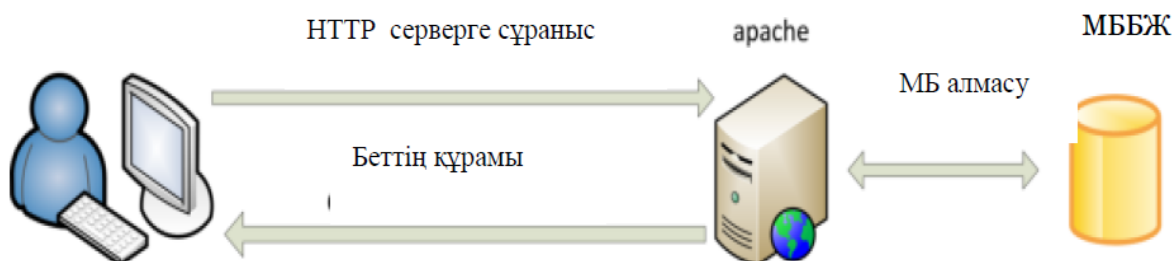 HTTP серверге сұраныс
apache
МББЖ
МБ алмасу
Беттің құрамы